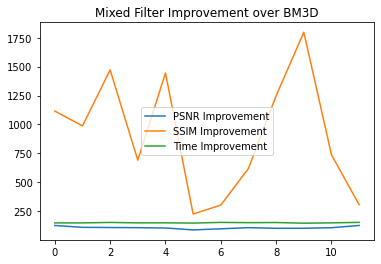 Mixed Filter Improvement over BM3D
1750
1500
1250
1000
750
500
250
PSNR Improvement
SSIM Improvement
Time Improvement
0 2 4 6 8 10